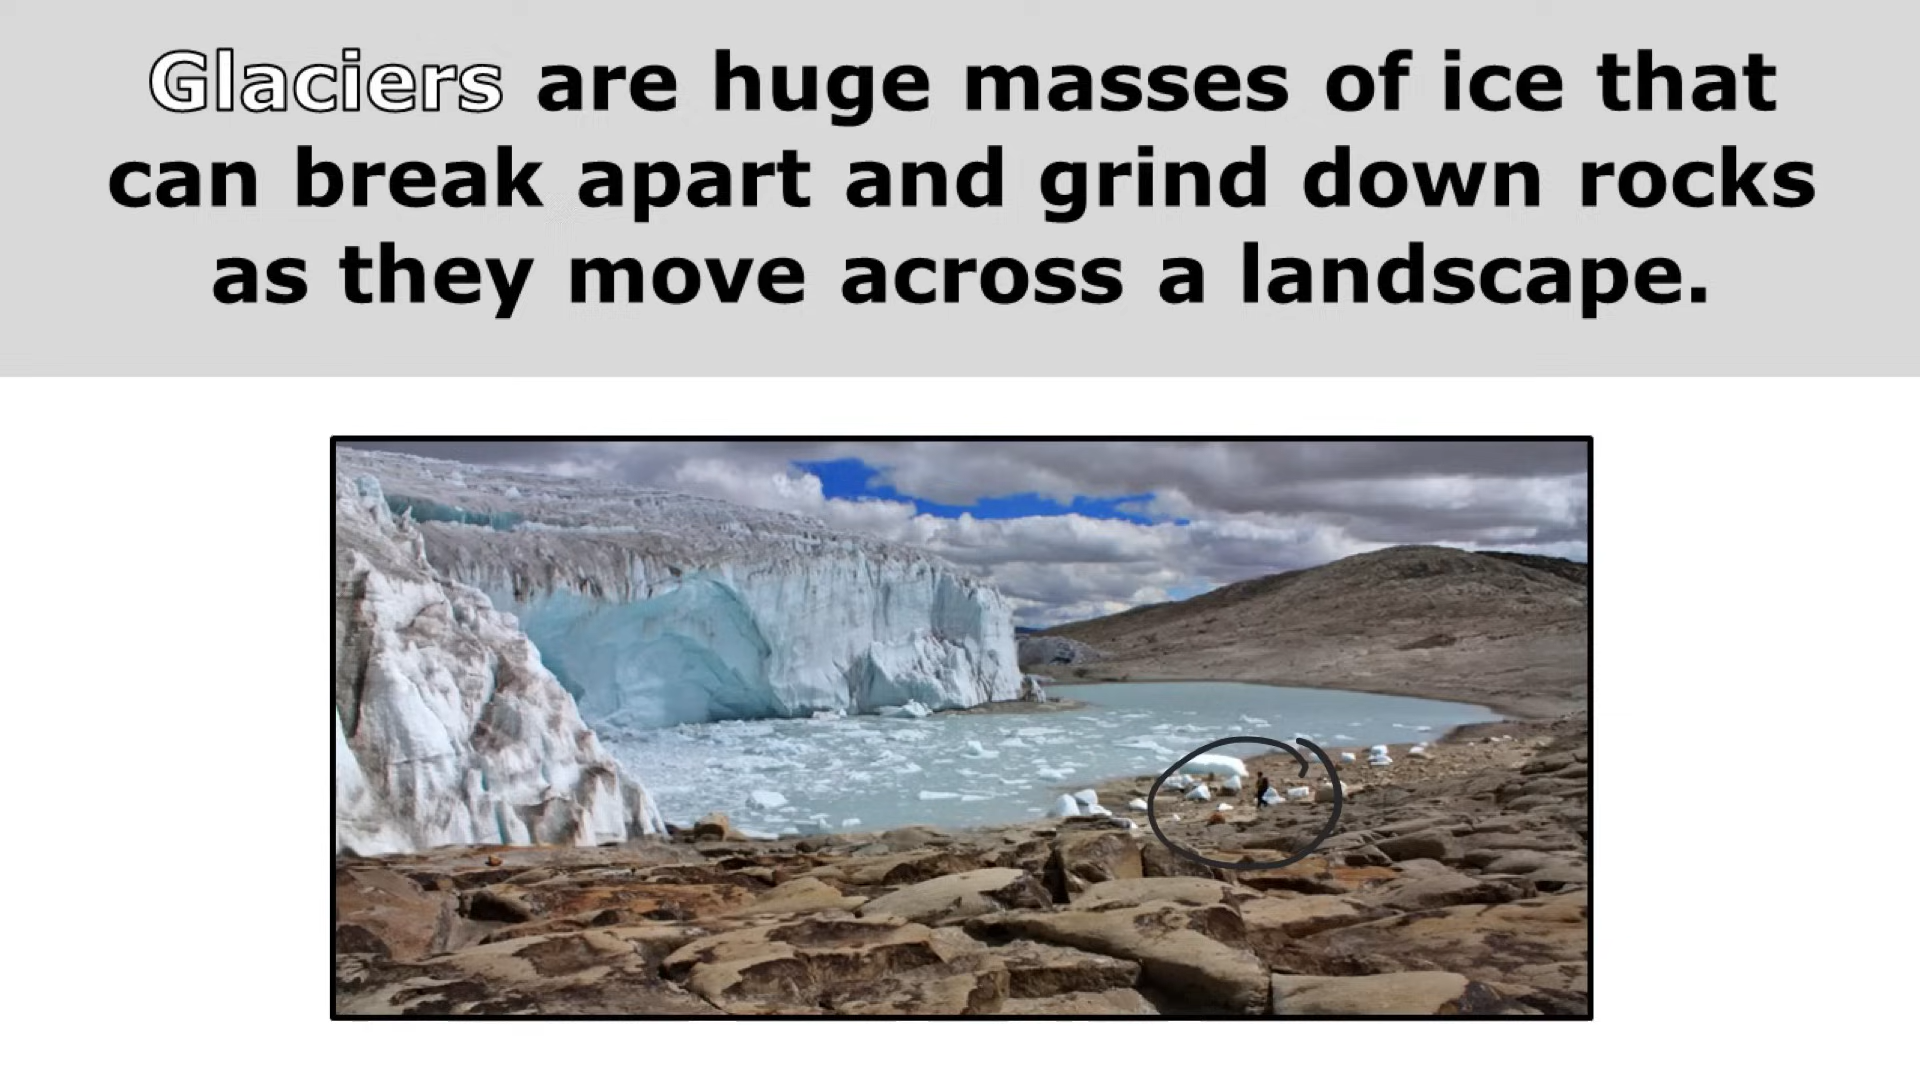 Glaciers are huge masses of ice that
can break apart and grind down rocks
as they move across a landscape.